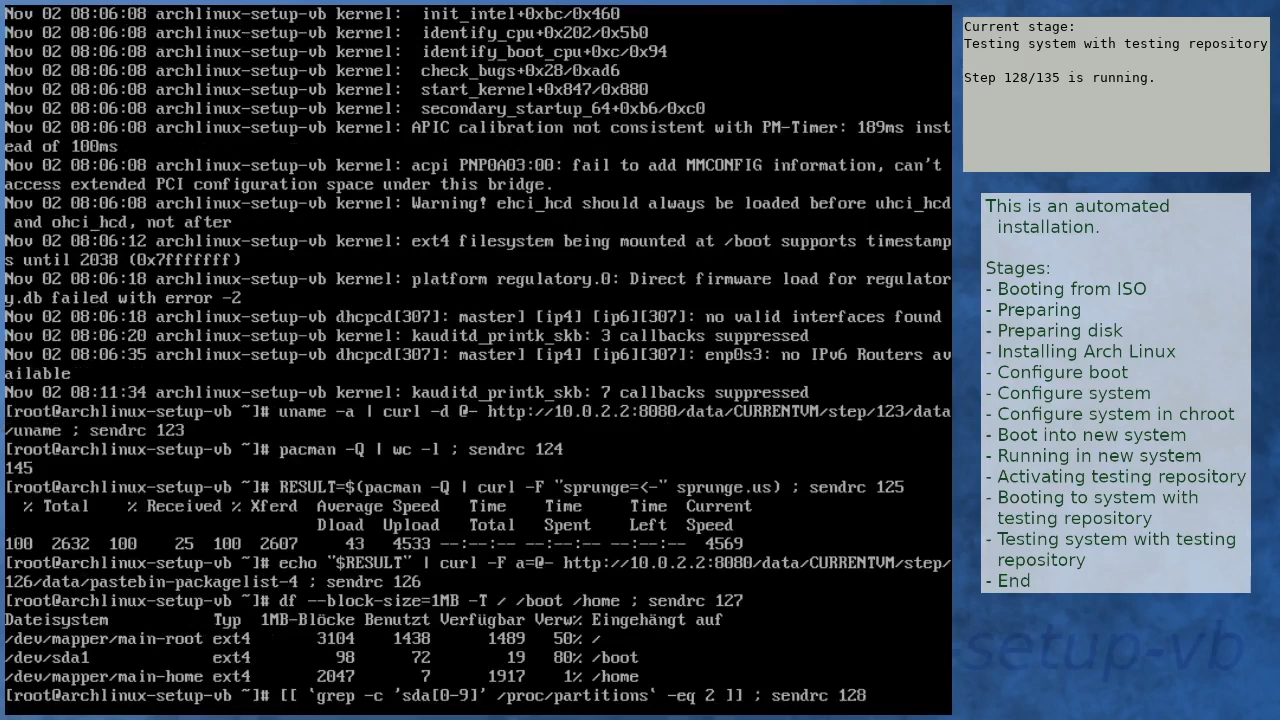 Nov 02 08:06:08 archlinux-setup-vb kernel:  init_intel+0xbc/0x460
Nov 02 08:06:08 archlinux-setup-vb kernel:  identify_cpu+0x202/0x5b0
Nov 02 08:06:08 archlinux-setup-vb kernel:  identify_boot_cpu+0xc/0x94
Nov 02 08:06:08 archlinux-setup-vb kernel:  check_bugs+0x28/0xad6
Nov 02 08:06:08 archlinux-setup-vb kernel:  start_kernel+0x847/0x880
Nov 02 08:06:08 archlinux-setup-vb kernel:  secondary_startup_64+0xb6/0xc0
Nov 02 08:06:08 archlinux-setup-vb kernel: APIC calibration not consistent with PM-Timer: 189ms inst
ead of 100ms
Nov 02 08:06:08 archlinux-setup-vb kernel: acpi PNP0A03:00: fail to add MMCONFIG information, can't
access extended PCI configuration space under this bridge.
Nov 02 08:06:08 archlinux-setup-vb kernel: Warning! ehci_hcd should always be loaded before uhci_hcd
 and ohci_hcd, not after
Nov 02 08:06:12 archlinux-setup-vb kernel: ext4 filesystem being mounted at /boot supports timestamp
s until 2038 (0x7fffffff)
Nov 02 08:06:18 archlinux-setup-vb kernel: platform regulatory.0: Direct firmware load for regulator
y.db failed with error -2
Nov 02 08:06:18 archlinux-setup-vb dhcpcd[307]: master] [ip4] [ip6][307]: no valid interfaces found
Nov 02 08:06:20 archlinux-setup-vb kernel: kauditd_printk_skb: 3 callbacks suppressed
Nov 02 08:06:35 archlinux-setup-vb dhcpcd[307]: master] [ip4] [ip6][307]: enp0s3: no IPv6 Routers av
ailable
Nov 02 08:11:34 archlinux-setup-vb kernel: kauditd_printk_skb: 7 callbacks suppressed
[root@archlinux-setup-vb ~]# uname -a | curl -d @- http://10.0.2.2:8080/data/CURRENTVM/step/123/data
/uname ; sendrc 123
[root@archlinux-setup-vb ~]# pacman -Q | wc -l ; sendrc 124
145
[root@archlinux-setup-vb ~]# RESULT=$(pacman -Q | curl -F "sprunge=<-" sprunge.us) ; sendrc 125
  % Total    % Received % Xferd  Average Speed   Time    Time     Time  Current
                                 Dload  Upload   Total   Spent    Left  Speed
100  2632  100    25  100  2607     43   4533 --:--:-- --:--:-- --:--:--  4569
[root@archlinux-setup-vb ~]# echo "$RESULT" | curl -F a=@- http://10.0.2.2:8080/data/CURRENTVM/step/
126/data/pastebin-packagelist-4 ; sendrc 126
[root@archlinux-setup-vb ~]# df --block-size=1MB -T / /boot /home ; sendrc 127
Dateisystem           Typ  1MB-Blöcke Benutzt Verfügbar Verw% Eingehängt auf
/dev/mapper/main-root ext4       3104    1438      1489   50% /
/dev/sda1             ext4         98      72        19   80% /boot
/dev/mapper/main-home ext4       2047       7      1917    1% /home
[root@archlinux-setup-vb ~]# [[ `grep -c 'sda[0-9]' /proc/partitions` -eq 2 ]] ; sendrc 128
Current stage:
Testing system with testing repository
Step 128/135 is running.
This is an automated
installation.
Stages:
- Booting from ISO
- Preparing
- Preparing disk
- Installing Arch Linux
- Configure boot
- Configure system
- Configure system in chroot
- Boot into new system
- Running in new system
- Activating testing repository
- Booting to system with
testing repository
- Testing system with testing
repository
- End
setup-vb